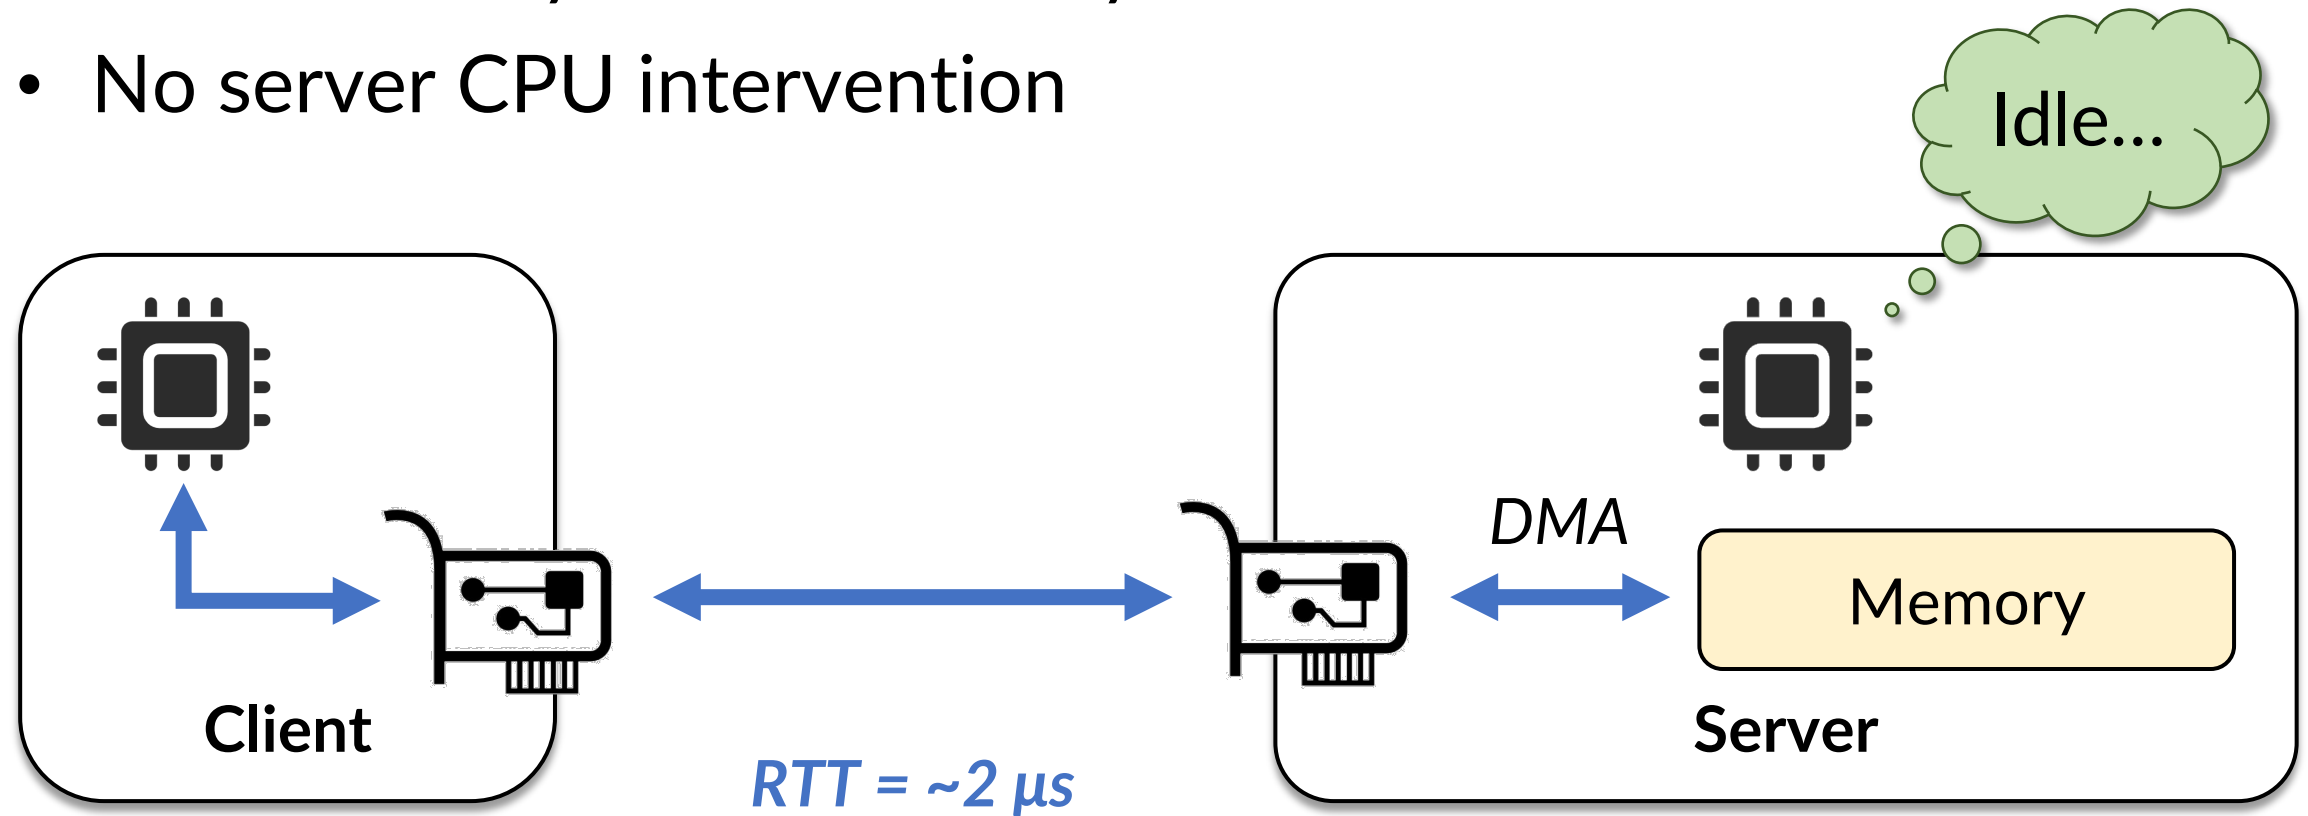 • No server CPU intervention
Idle...
DMA
Memory
Client
Server
RTT = ~2 μs